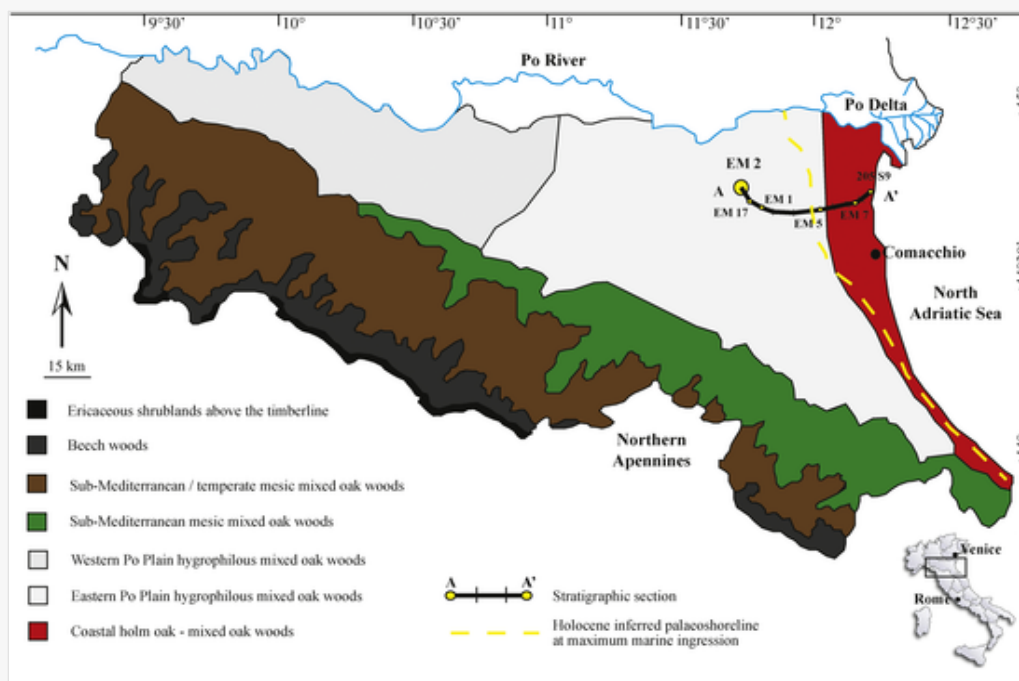 9°30'
10°
10°30'
11°
11°30'
12°
12°30'
Po River
Po Delta
EM 2
A
EM 17
EM 1
EM 5
EM 7
205 S9
A'
Comacchio
North
Adriatic Sea
N
15 km
Northern
Apennines
Ericaceous shrublands above the timberline
Beech woods
Sub-Mediterranean / temperate mesic mixed oak woods
Sub-Mediterranean mesic mixed oak woods
Western Po Plain hygrophilous mixed oak woods
Eastern Po Plain hygrophilous mixed oak woods
Coastal holm oak - mixed oak woods
A A'
Stratigraphic section
Holocene inferred palaeoshoreline
at maximum marine ingression
Venice
Rome